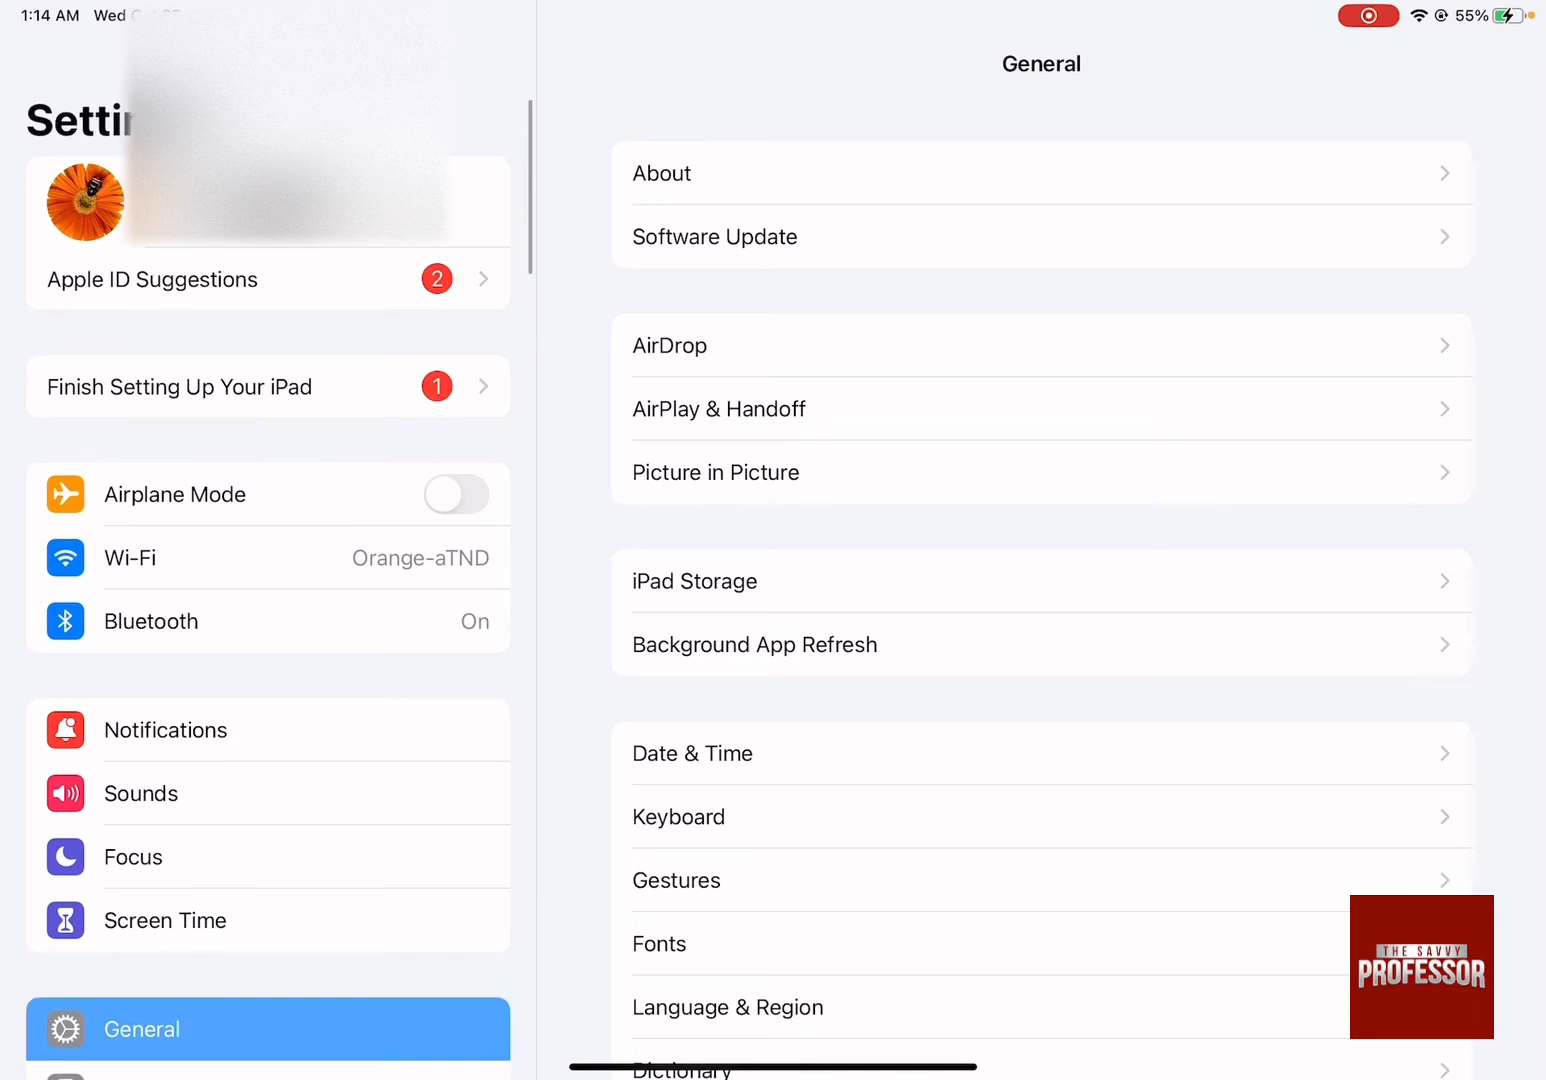 1:14 AM Wed
55%
Settin
Apple ID Suggestions
2
Finish Setting Up Your iPad
1
Airplane Mode
Wi-Fi
Orange-aTND
Bluetooth
On
Notifications
Sounds
Focus
Screen Time
General
General
About
Software Update
AirDrop
AirPlay & Handoff
Picture in Picture
iPad Storage
Background App Refresh
Date & Time
Keyboard
Gestures
Fonts
Language & Region
Dictionary
THE SAVVY
PROFESSOR